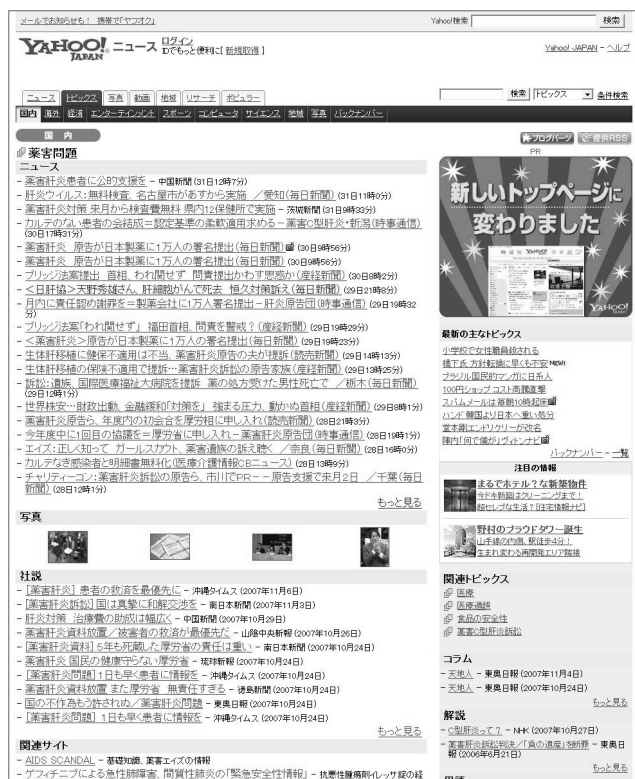 メールでお知らせも！ 携帯で「ヤフオク」
Yahoo!検索
検索
YAHOO! JAPAN ニュース
ログイン
IDでもっと便利に[ 新規取得 ]
Yahoo! JAPAN - ヘルプ
ニュース トピックス 写真 動画 地域 リサーチ ポピュラー
検索 トピックス 条件検索
国内 海外 経済 エンターテインメント スポーツ コンピュータ サイエンス 地域 写真 バックナンバー
国 内
ブログパーツ 提供RSS
薬害問題
ニュース
- 薬害肝炎患者に公的支援を - 中国新聞 (31日12時7分)
- 肝炎ウイルス：無料検査、名古屋市があすから実施 ／愛知(毎日新聞) (31日11時0分)
- 薬害肝炎対策 来月から検査費無料 県内12保健所で実施 - 茨城新聞 (31日9時33分)
- カルテのない患者の会結成＝認定基準の柔軟適用求める－薬害C型肝炎・新潟(時事通信)
(30日17時31分)
- 薬害肝炎 原告が日本製薬に1万人の署名提出(毎日新聞) (30日9時56分)
- 薬害肝炎 原告が日本製薬に1万人の署名提出(毎日新聞) (30日9時56分)
- ブリッジ法案提出 首相、われ関せず 問責提出かわす思惑か(産経新聞) (30日8時2分)
- ＜日肝協＞天野秀雄さん、肝細胞がんで死去 恒久対策訴え(毎日新聞) (29日21時8分)
- 月内に責任認め謝罪を＝製薬会社に1万人署名提出－肝炎原告団(時事通信) (29日19時32
分)
- ブリッジ法案「われ関せず」 福田首相、問責を警戒？(産経新聞) (29日19時29分)
- ＜薬害肝炎＞原告が日本製薬に1万人の署名提出(毎日新聞) (29日19時23分)
- 生体肝移植に健保不適用は不当、薬害肝炎原告の夫が提訴(読売新聞) (29日14時13分)
- 生体肝移植の保険不適用で提訴…薬害肝炎訴訟の原告家族(産経新聞) (29日13時25分)
- 訴訟：遺族、国際医療福祉大病院を提訴 薬の処方受けた男性死亡で ／栃木(毎日新聞)
(29日12時1分)
- 世界株安…財政出動、金融緩和「対策を」 強まる圧力、動かぬ首相(産経新聞) (29日8時1分)
- 薬害肝炎原告ら、年度内の初会合を厚労相に申し入れ(読売新聞) (28日21時3分)
- 今年度中に1回目の協議を＝厚労省に申し入れ－薬害肝炎原告団(時事通信) (28日19時1分)
- エイズ：正しく知って ガールスカウト、薬害遺族の訴え聴く ／奈良(毎日新聞) (28日16時0分)
- カルテなき感染者と明細書無料化(医療介護情報CBニュース) (28日13時9分)
- チャリティーコン：薬害肝炎訴訟の原告ら、市川でPR－－原告支援で来月2日 ／千葉(毎日
新聞) (28日12時1分)
もっと見る
写真
社説
- [薬害肝炎] 患者の救済を最優先に - 沖縄タイムス (2007年11月6日)
- [薬害肝炎訴訟] 国は真摯に和解交渉を - 南日本新聞 (2007年11月3日)
- 肝炎対策 治療費の助成は幅広く - 中国新聞 (2007年10月29日)
- 薬害肝炎資料放置／被害者の救済が最優先だ - 山陰中央新報 (2007年10月26日)
- [薬害肝炎資料] 5年も死蔵した厚労省の責任は重い - 南日本新聞 (2007年10月24日)
- 薬害肝炎 国民の健康守らない厚労省 - 琉球新報 (2007年10月24日)
- [薬害肝炎問題] 1日も早く患者に情報を - 沖縄タイムス (2007年10月24日)
- 薬害肝炎資料放置 また厚労省 無責任すぎる - 徳島新聞 (2007年10月24日)
- 国の不作為もう許されぬ／薬害肝炎問題 - 東奥日報 (2007年10月24日)
- [薬害肝炎問題] 1日も早く患者に情報を - 沖縄タイムス (2007年10月24日)
もっと見る
関連サイト
- AIDS SCANDAL - 基礎知識、薬害エイズの情報
- ゲフィチニブによる急性肺障害、間質性肺炎の「緊急安全性情報」 - 抗悪性腫瘍剤イレッサ錠の経
PR
新しいトップページに
変わりました
YAHOO! JAPAN
最新の主なトピックス
小学校で女性職員殺される
橋下氏 方針転換に早くも不安 NEW!
ブラジル国民的マンガに日系人
100円ショップ コスト高騰直撃
スパムメールは毎朝10時起床
ハンド 韓国より日本へ重い処分
堂本剛エンドリケリーが改名
陣内「何で僕が」ヴィトンナビ
バックナンバー - 一覧
注目の情報
まるでホテル？な新築物件
今ドキ新築はクリーニングまで！
超セレブな生活？[住宅情報ナビ]
野村のプラウドタワー誕生
山手線の内側、駅徒歩4分！
生まれ変わる再開発エリア隣接
関連トピックス
医療
医療過誤
食品の安全性
薬害C型肝炎訴訟
コラム
- 天地人 - 東奥日報 (2007年11月4日)
- 天地人 - 東奥日報 (2007年10月24日)
もっと見る
解説
- C型肝炎って？ - NHK (2007年10月27日)
- 薬害肝炎訴訟判決／「負の遺産」を断罪 - 東奥日
報 (2006年6月21日)
もっと見る